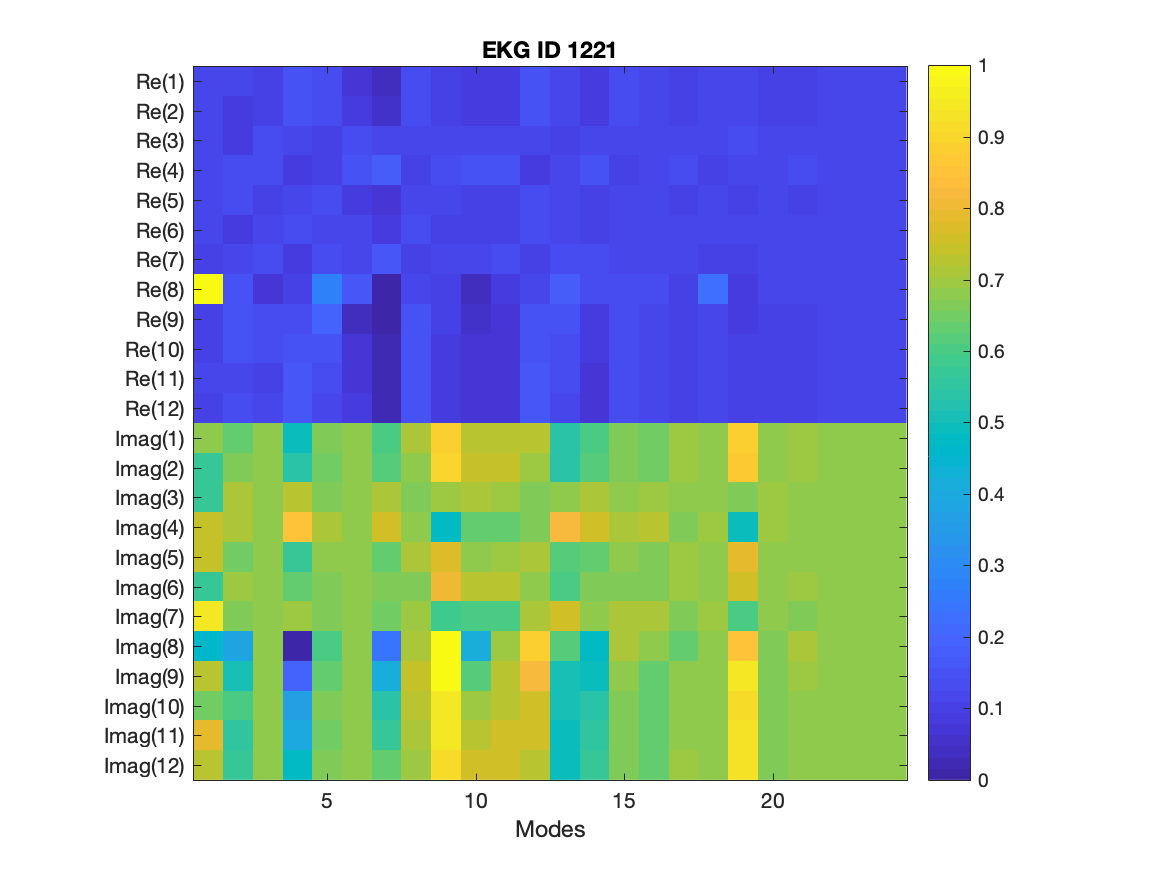 EKG ID 1221
Re(1)
Re(2)
Re(3)
Re(4)
Re(5)
Re(6)
Re(7)
Re(8)
Re(9)
Re(10)
Re(11)
Re(12)
Imag(1)
Imag(2)
Imag(3)
Imag(4)
Imag(5)
Imag(6)
Imag(7)
Imag(8)
Imag(9)
Imag(10)
Imag(11)
Imag(12)
5 10 15 20
Modes
1
0.9
0.8
0.7
0.6
0.5
0.4
0.3
0.2
0.1
0